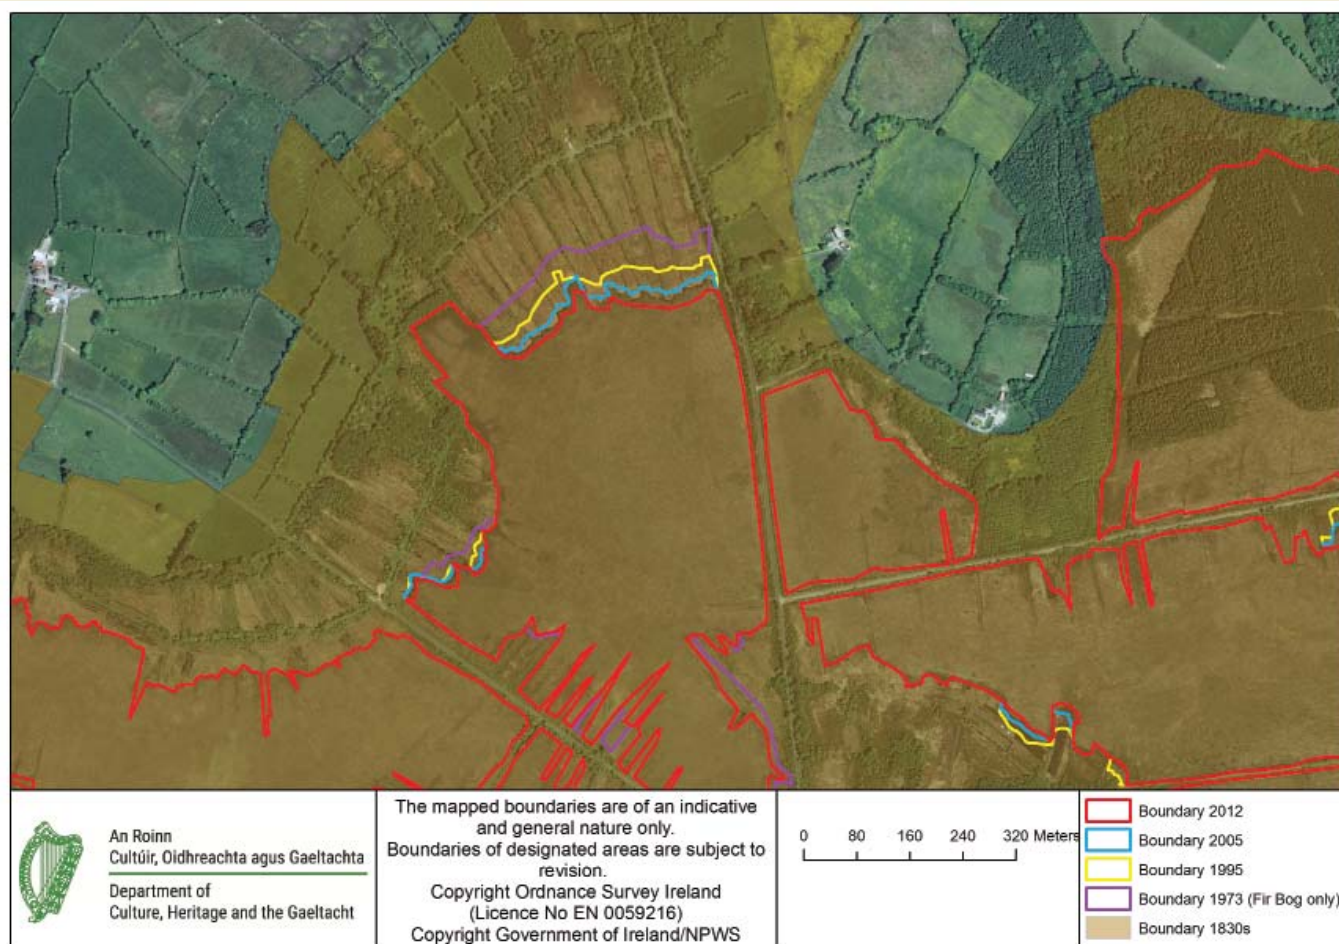 An Roinn
Cultúir, Oidhreachta agus Gaeltachta
Department of
Culture, Heritage and the Gaeltacht
The mapped boundaries are of an indicative
and general nature only.
Boundaries of designated areas are subject to
revision.
Copyright Ordnance Survey Ireland
(Licence No EN 0059216)
Copyright Government of Ireland/NPWS
0 80 160 240 320 Meters
Boundary 2012
Boundary 2005
Boundary 1995
Boundary 1973 (Fir Bog only)
Boundary 1830s